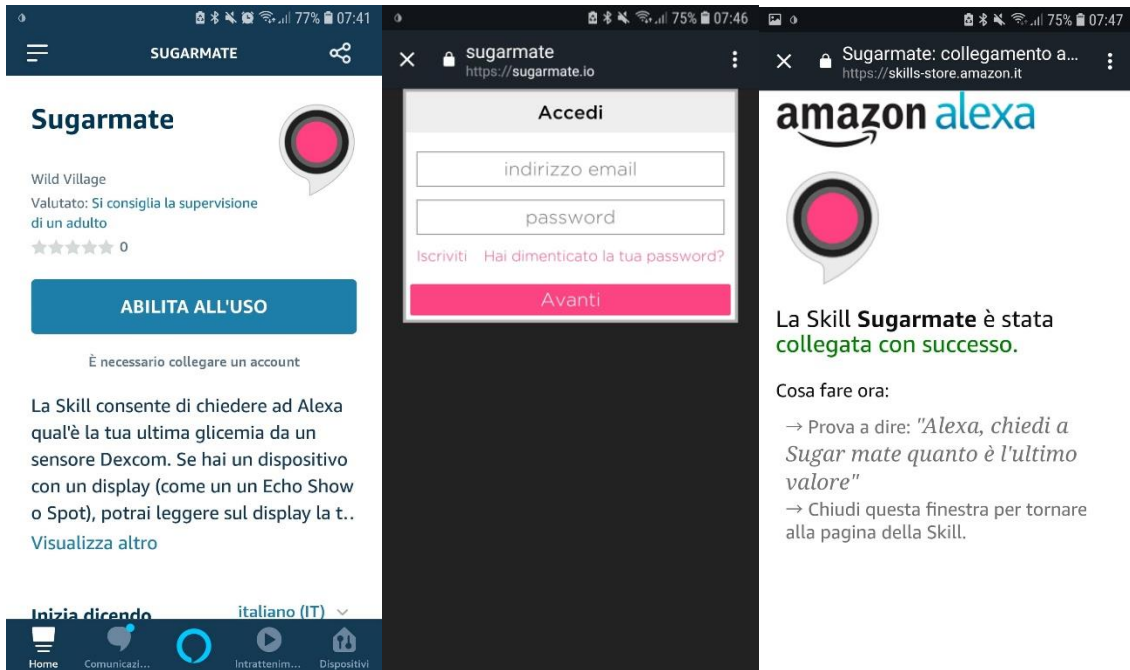 77% 07:41
SUGARMATE
Sugarmate
Wild Village
Valutato: Si consiglia la supervisione
di un adulto
0
ABILITA ALL'USO
È necessario collegare un account
La Skill consente di chiedere ad Alexa
qual'è la tua ultima glicemia da un
sensore Dexcom. Se hai un dispositivo
con un display (come un un Echo Show
o Spot), potrai leggere sul display la t..
Visualizza altro
Inizia dicendo italiano (IT)
Home Comunicazi... Intrattenim... Dispositivi
75% 07:46
sugarmate
https://sugarmate.io
Accedi
indirizzo email
password
Iscriviti Hai dimenticato la tua password?
Avanti
75% 07:47
Sugarmate: collegamento a...
https://skills-store.amazon.it
amazon alexa
La Skill Sugarmate è stata
collegata con successo.
Cosa fare ora:
→ Prova a dire: "Alexa, chiedi a
Sugar mate quanto è l'ultimo
valore"
→ Chiudi questa finestra per tornare
alla pagina della Skill.